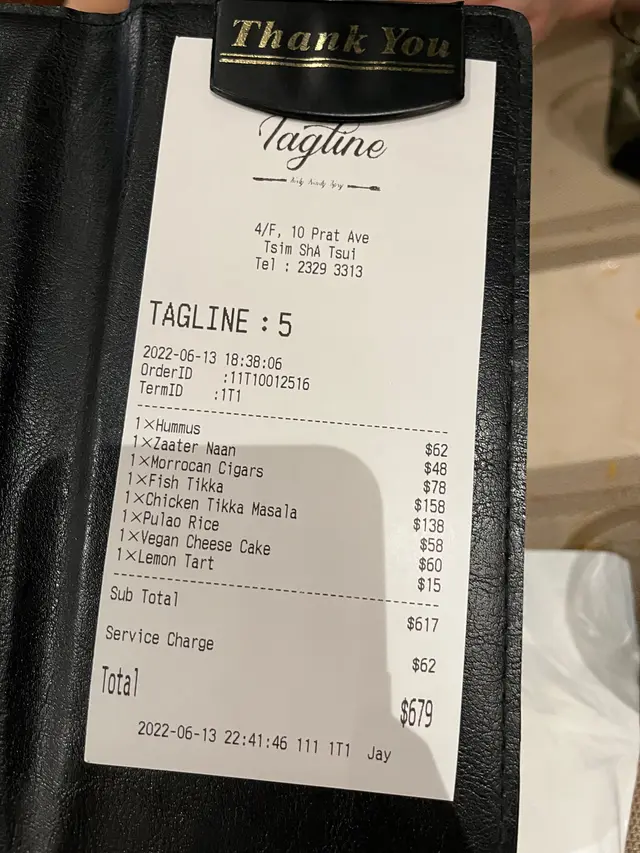 Thank You
Tagline
4/F, 10 Prat Ave
Tsim ShA Tsui
Tel : 2329 3313
TAGLINE : 5
2022-06-13 18:38:06
OrderID :11T10012516
TermID :1T1
1×Hummus $62
1×Zaater Naan $48
1×Morrocan Cigars $78
1×Fish Tikka $158
1×Chicken Tikka Masala $138
1×Pulao Rice $58
1×Vegan Cheese Cake $60
1×Lemon Tart $15
Sub Total $617
Service Charge $62
Total $679
2022-06-13 22:41:46 111 1T1 Jay